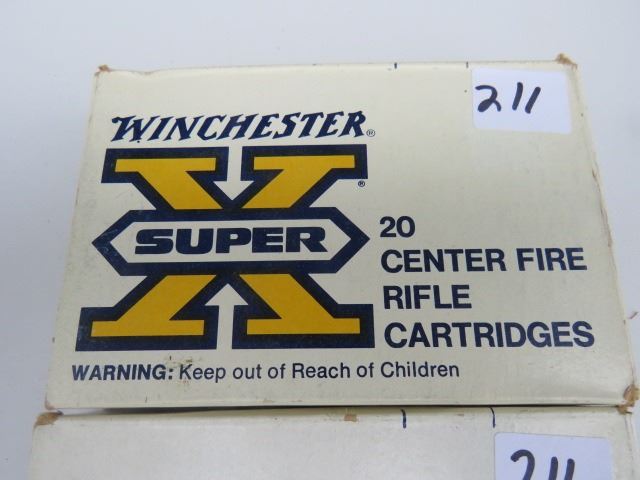 211
WINCHESTER®
X®
SUPER
20
CENTER FIRE
RIFLE
CARTRIDGES
WARNING: Keep out of Reach of Children
211